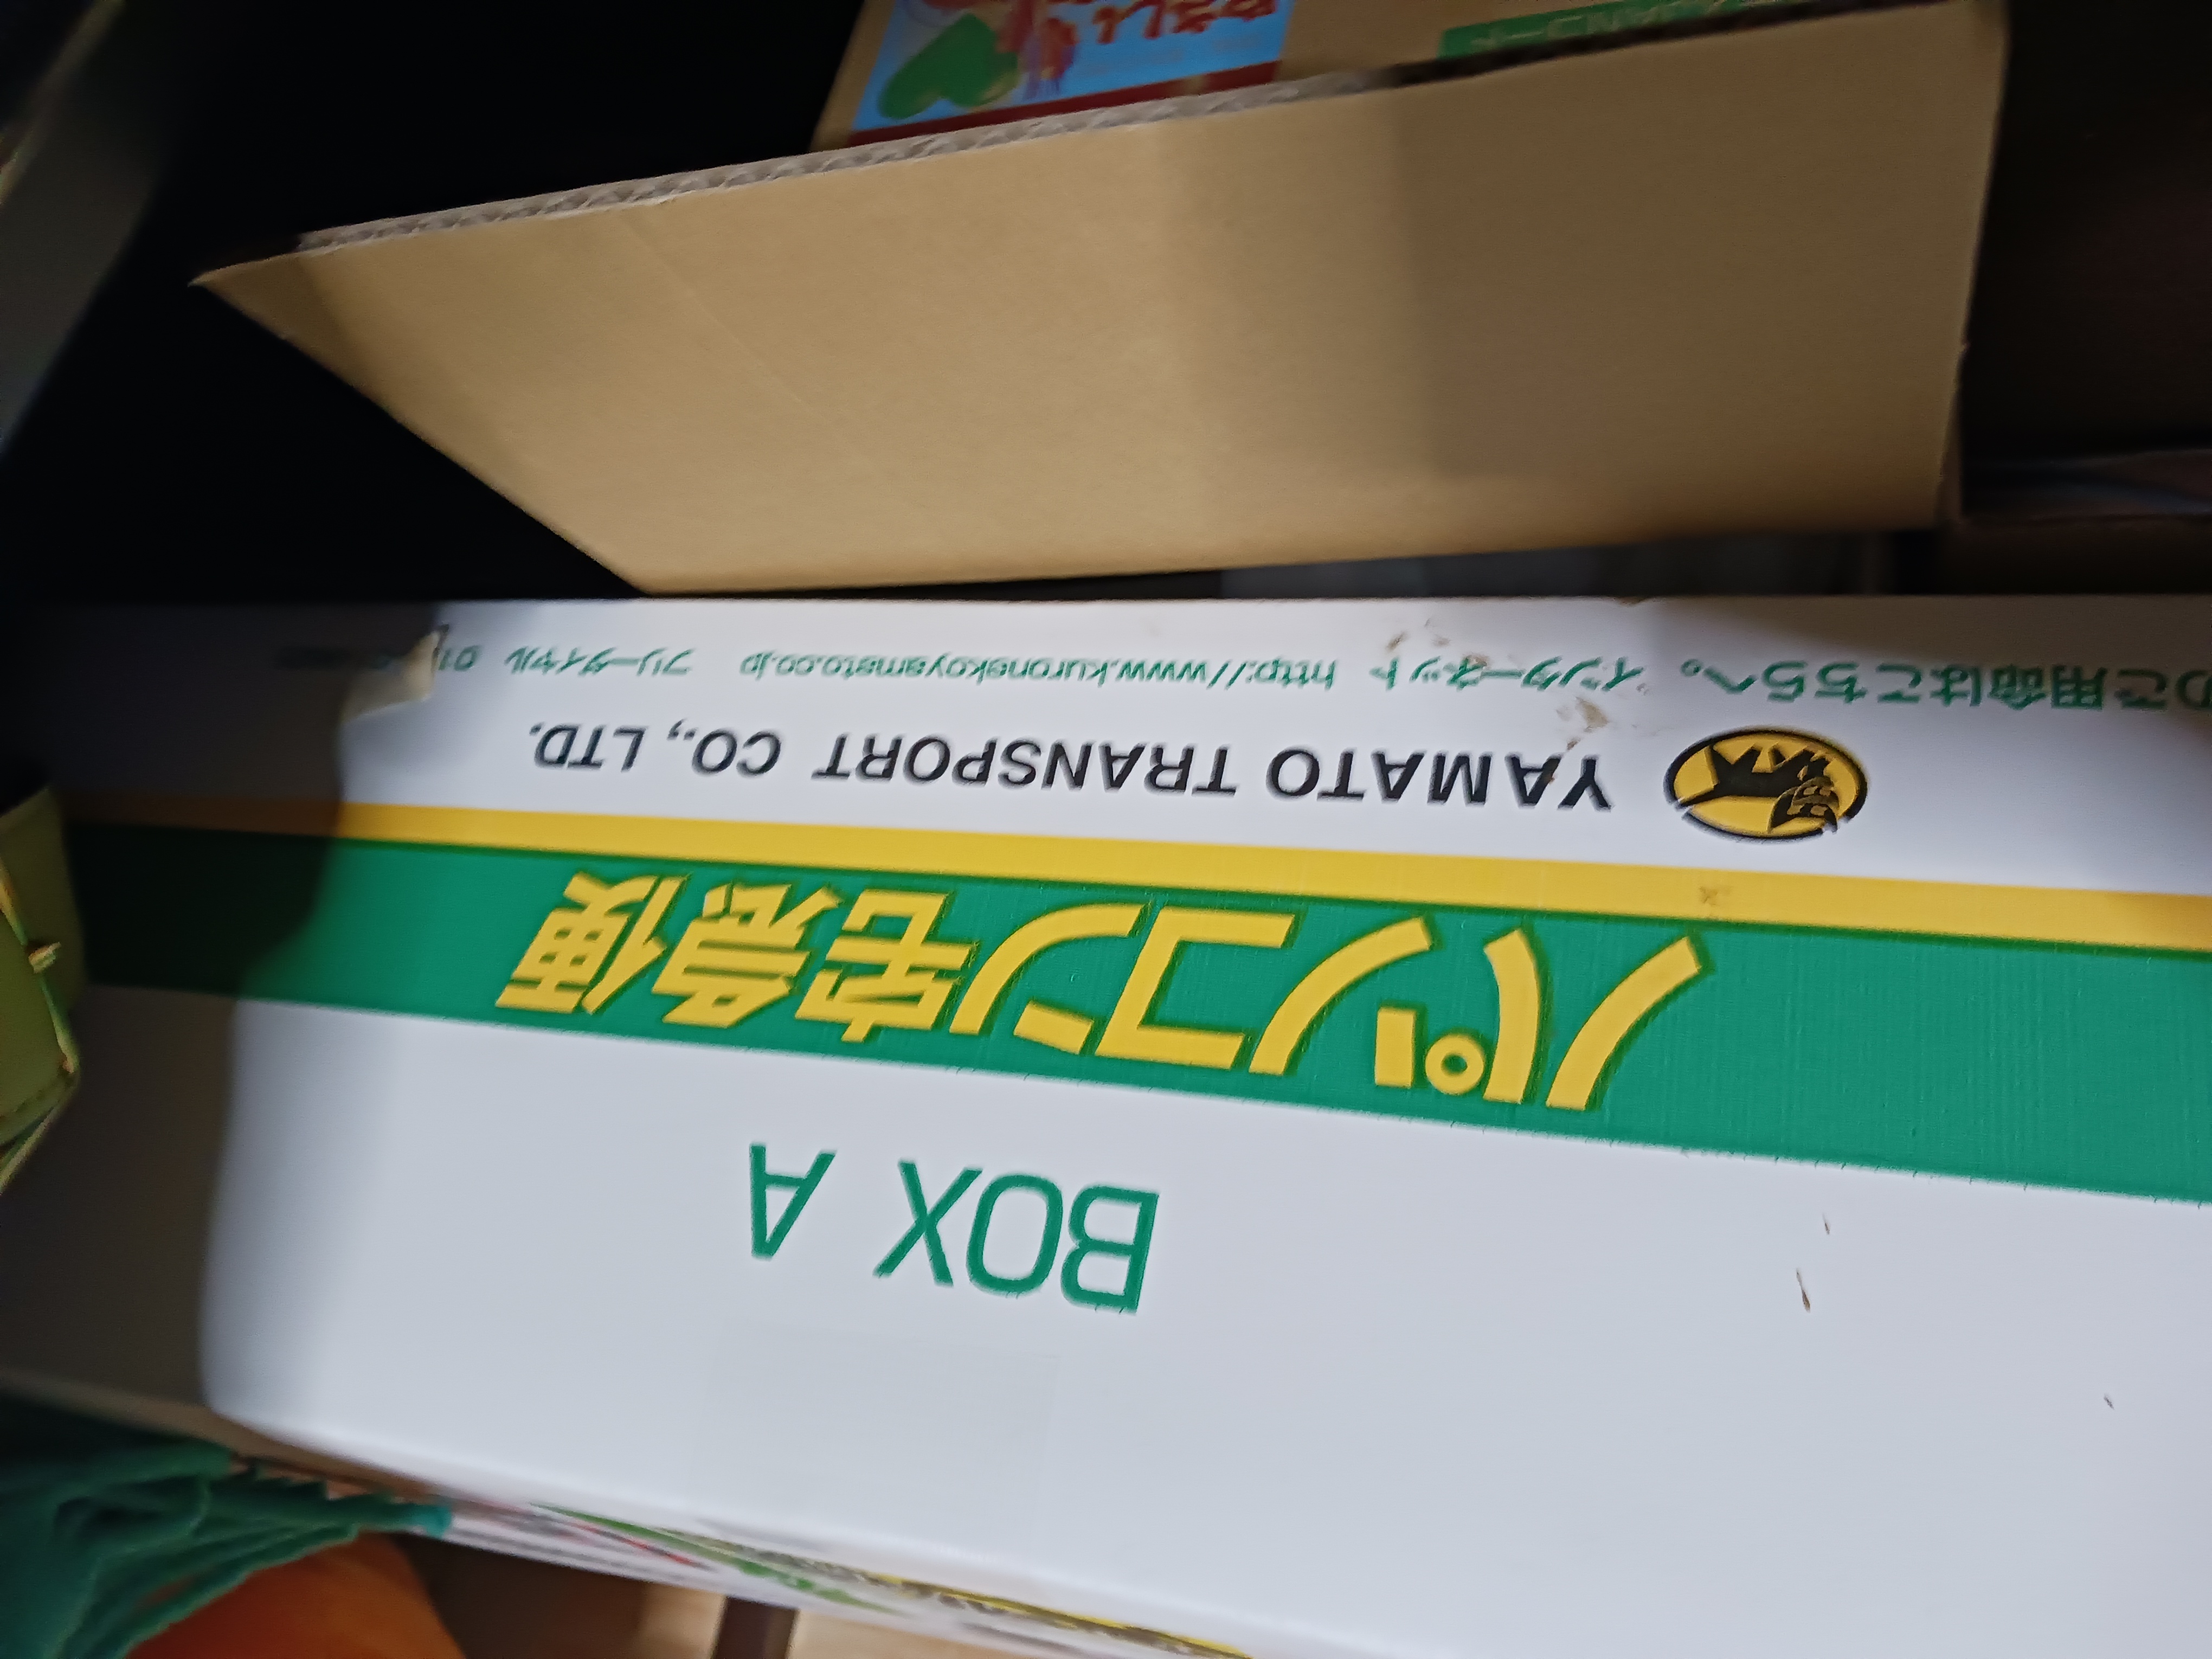 BOX A
パソコン宅急便
YAMATO TRANSPORT CO., LTD.
ご用命はこちらへ。 インターネット http://www.kuronekoyamato.co.jp フリーダイヤル